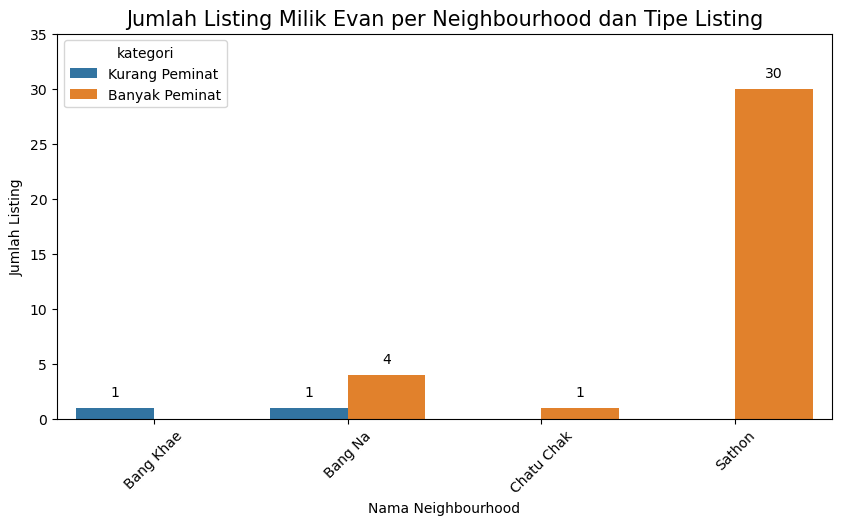 Jumlah Listing Milik Evan per Neighbourhood dan Tipe Listing
kategori
Kurang Peminat
Banyak Peminat
Jumlah Listing
35
30
25
20
15
10
5
0
1
1
4
1
30
Bang Khae
Bang Na
Chatu Chak
Sathon
Nama Neighbourhood